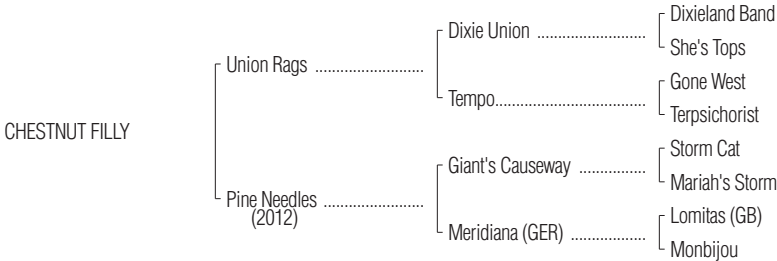 Dixieland Band
Dixie Union ..........................
She's Tops
Union Rags ..........................
Gone West
Tempo....................................
Terpsichorist
CHESTNUT FILLY
Storm Cat
Giant's Causeway ................
Mariah's Storm
Pine Needles ........................
(2012)
Lomitas (GB)
Meridiana (GER) ..................
Monbijou